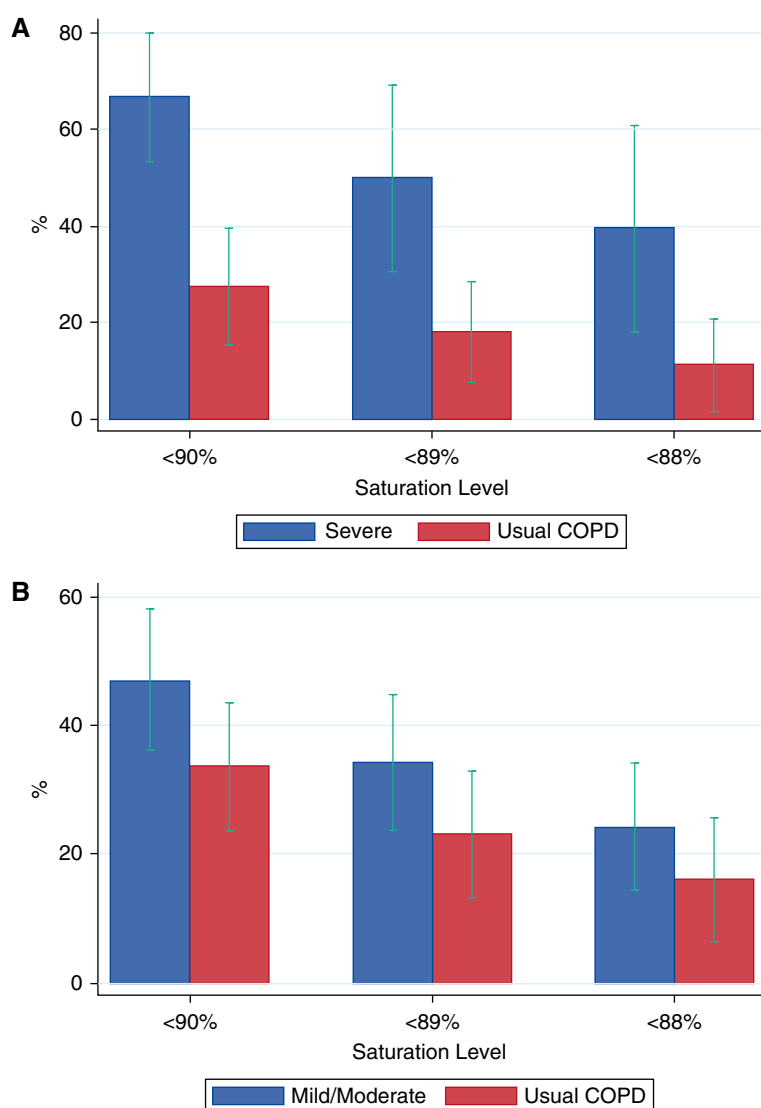 A
80
60
40
20
0
%
<90% <89% <88%
Saturation Level
Severe Usual COPD
B
60
40
20
0
%
<90% <89% <88%
Saturation Level
Mild/Moderate Usual COPD